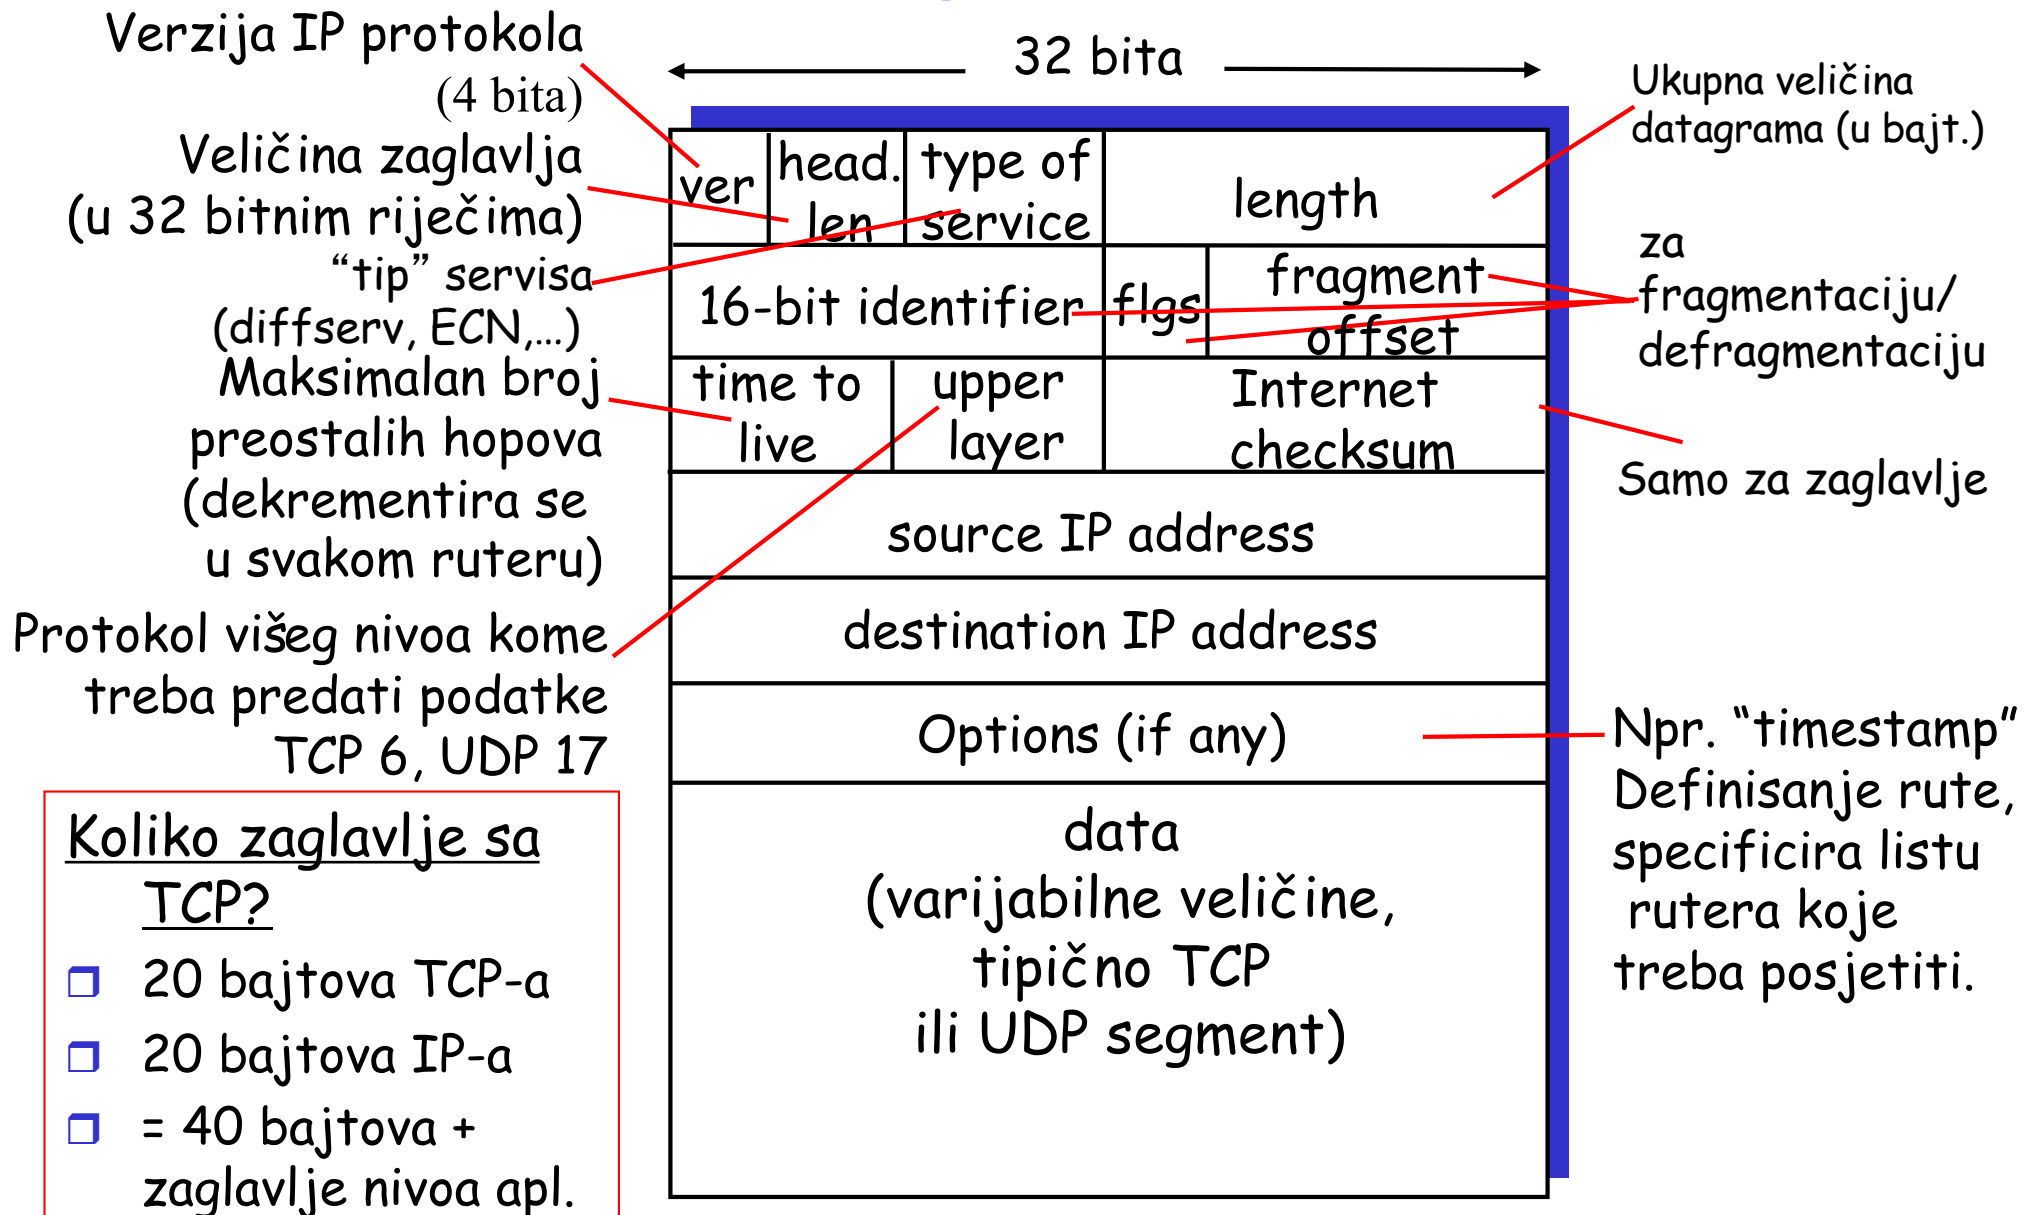 Verzija IP protokola
(4 bita)
Veličina zaglavlja
(u 32 bitnim riječima)
“tip” servisa
(diffserv, ECN,…)
Maksimalan broj
preostalih hopova
(dekrementira se
u svakom ruteru)
Protokol višeg nivoa kome
treba predati podatke
TCP 6, UDP 17
Koliko zaglavlje sa
TCP?
20 bajtova TCP-a
20 bajtova IP-a
= 40 bajtova +
zaglavlje nivoa apl.
32 bita
ver
head.
len
type of
service
length
16-bit identifier
flgs
fragment
offset
time to
live
upper
layer
Internet
checksum
source IP address
destination IP address
Options (if any)
data
(varijabilne veličine,
tipično TCP
ili UDP segment)
Ukupna veličina
datagrama (u bajt.)
za
fragmentaciju/
defragmentaciju
Samo za zaglavlje
Npr. “timestamp”
Definisanje rute,
specificira listu
rutera koje
treba posjetiti.